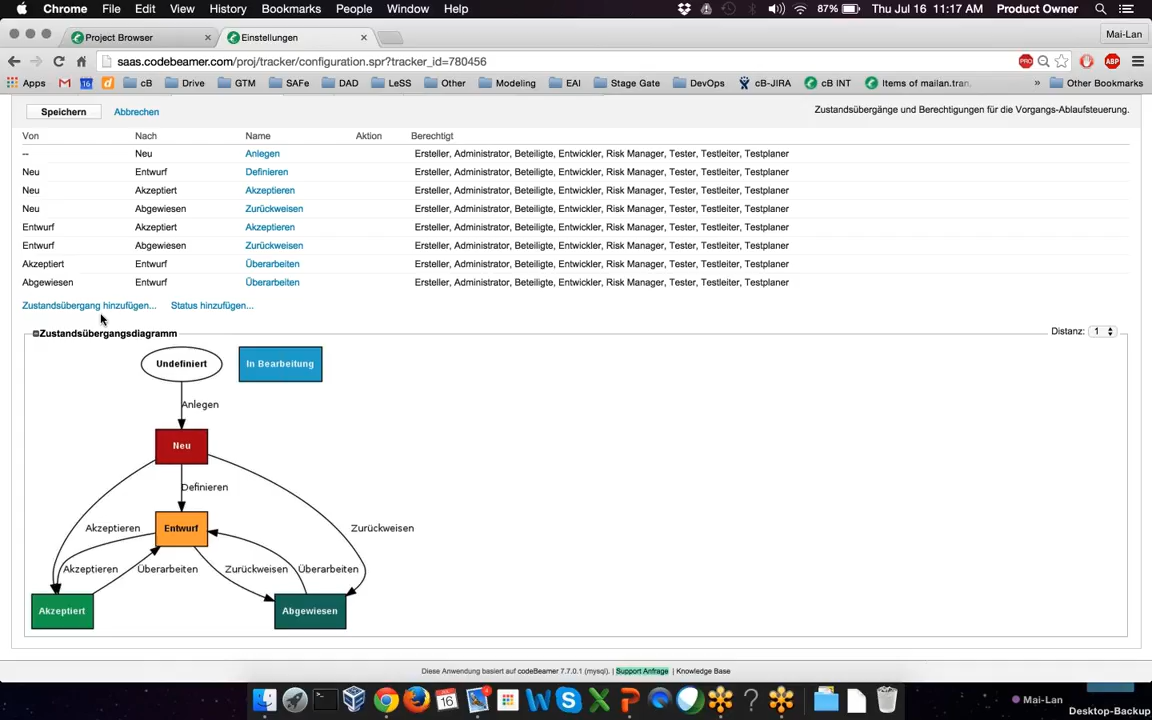 Chrome File Edit View History Bookmarks People Window Help 87% Thu Jul 16 11:17 AM Product Owner
Project Browser × Einstellungen × Mai-Lan
saas.codebeamer.com/proj/tracker/configuration.spr?tracker_id=780456 PRO ABP
Apps 16 cB Drive GTM SAFe DAD LeSS Other Modeling EAI Stage Gate DevOps cB-JIRA cB INT Items of mailan.tran, » Other Bookmarks
Speichern Abbrechen Zustandsübergänge und Berechtigungen für die Vorgangs-Ablaufsteuerung.
Von Nach Name Aktion Berechtigt
-- Neu Anlegen Ersteller, Administrator, Beteiligte, Entwickler, Risk Manager, Tester, Testleiter, Testplaner
Neu Entwurf Definieren Ersteller, Administrator, Beteiligte, Entwickler, Risk Manager, Tester, Testleiter, Testplaner
Neu Akzeptiert Akzeptieren Ersteller, Administrator, Beteiligte, Entwickler, Risk Manager, Tester, Testleiter, Testplaner
Neu Abgewiesen Zurückweisen Ersteller, Administrator, Beteiligte, Entwickler, Risk Manager, Tester, Testleiter, Testplaner
Entwurf Akzeptiert Akzeptieren Ersteller, Administrator, Beteiligte, Entwickler, Risk Manager, Tester, Testleiter, Testplaner
Entwurf Abgewiesen Zurückweisen Ersteller, Administrator, Beteiligte, Entwickler, Risk Manager, Tester, Testleiter, Testplaner
Akzeptiert Entwurf Überarbeiten Ersteller, Administrator, Beteiligte, Entwickler, Risk Manager, Tester, Testleiter, Testplaner
Abgewiesen Entwurf Überarbeiten Ersteller, Administrator, Beteiligte, Entwickler, Risk Manager, Tester, Testleiter, Testplaner
Zustandsübergang hinzufügen... Status hinzufügen...
Zustandsübergangsdiagramm Distanz: 1
Undefiniert In Bearbeitung
Anlegen
Neu
Definieren
Akzeptieren Entwurf Zurückweisen
Akzeptieren Überarbeiten Zurückweisen Überarbeiten
Akzeptiert Abgewiesen
Diese Anwendung basiert auf codeBeamer 7.7.0.1 (mysql). | Support Anfrage | Knowledge Base
16
Mai-Lan
Desktop-Backup